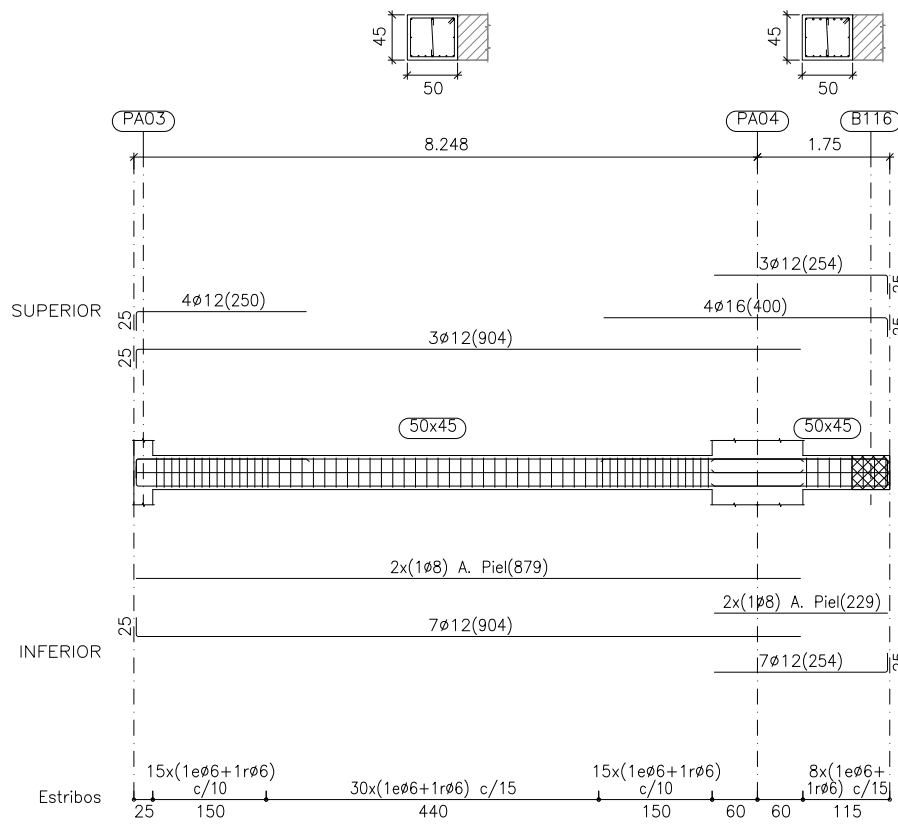 45
50
45
50
PA03
PA04
B116
8.248
1.75
3ø12(254)
25
SUPERIOR
4ø12(250)
25
4ø16(400)
25
3ø12(904)
25
50x45
50x45
2x(1ø8) A. Piel(879)
2x(1ø8) A. Piel(229)
25
7ø12(904)
INFERIOR
7ø12(254)
25
Estribos
15x(1eø6+1rø6)
c/10
30x(1eø6+1rø6) c/15
15x(1eø6+1rø6)
c/10
8x(1eø6+
1rø6) c/15
25
150
440
150
60
60
115